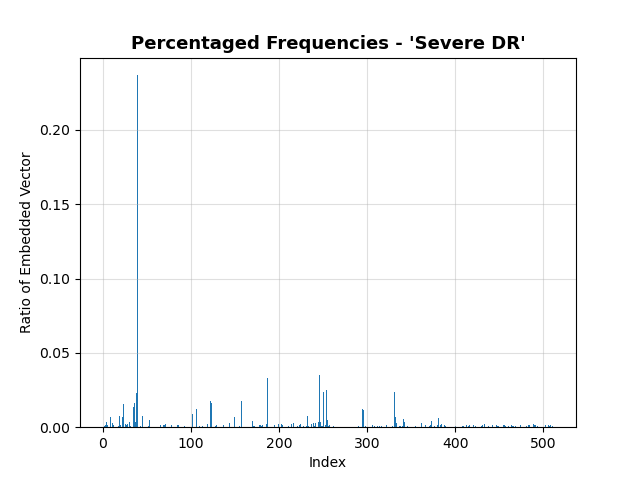 Percentaged Frequencies - 'Severe DR'
Ratio of Embedded Vector
0.20
0.15
0.10
0.05
0.00
0 100 200 300 400 500
Index